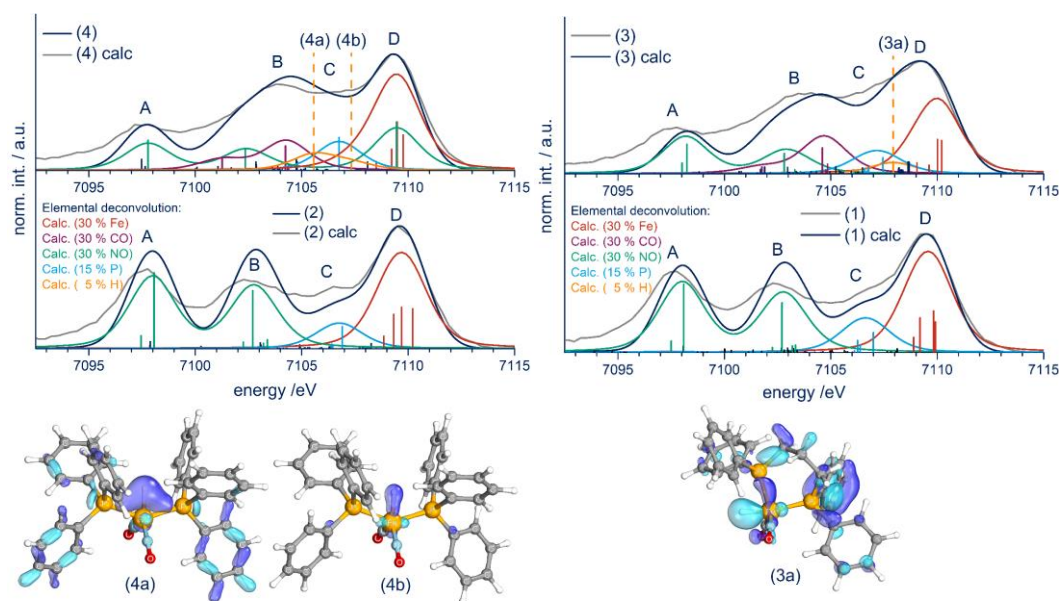 (4)
(4) calc
(4a) (4b)
A
B
C
D
7095 7100 7105 7110 7115
Elemental deconvolution:
Calc. (30 % Fe)
Calc. (30 % CO)
Calc. (30 % NO)
Calc. (15 % P)
Calc. ( 5 % H)
(2)
(2) calc
A
B
C
D
7095 7100 7105 7110 7115
energy /eV
norm. int. / a.u.
(4a)
(4b)
(3)
(3) calc
(3a)
A
B
C
D
7095 7100 7105 7110 7115
Elemental deconvolution:
Calc. (30 % Fe)
Calc. (30 % CO)
Calc. (30 % NO)
Calc. (15 % P)
Calc. ( 5 % H)
(1)
(1) calc
A
B
C
D
7095 7100 7105 7110 7115
energy /eV
norm. int. / a.u.
(3a)